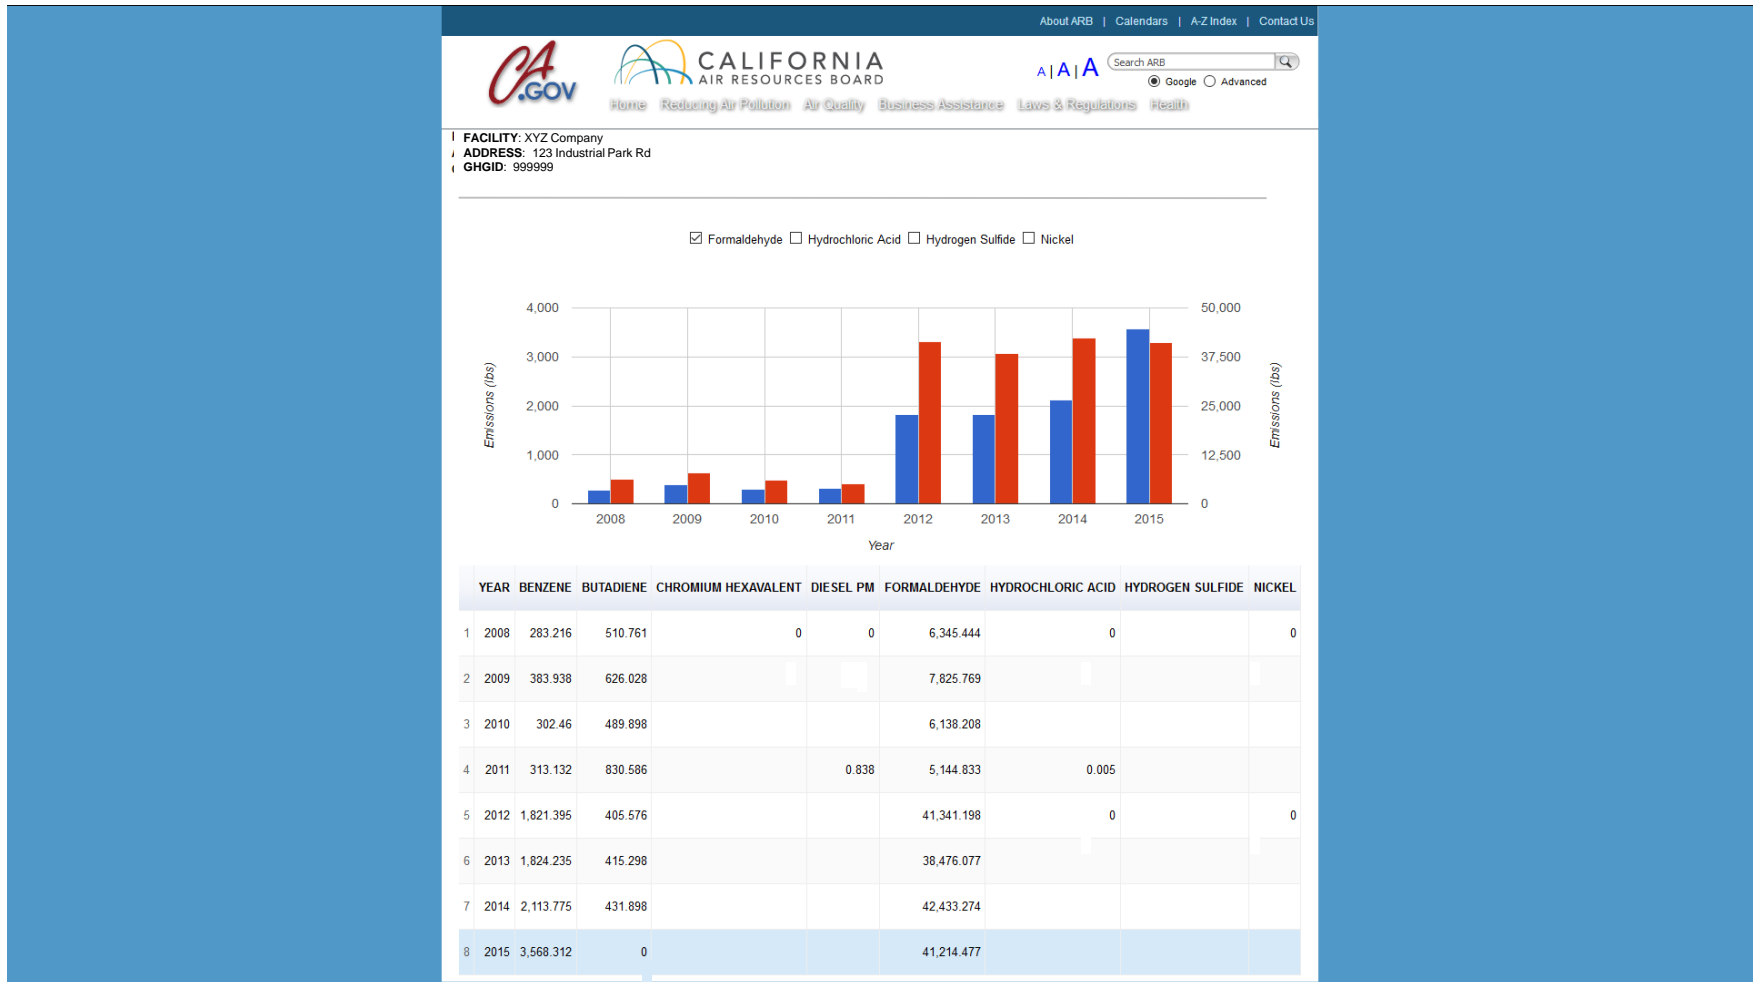 About ARB | Calendars | A-Z Index | Contact Us
CA.GOV
CALIFORNIA
AIR RESOURCES BOARD
A | A | A
Search ARB
Google Advanced
Home Reducing Air Pollution Air Quality Business Assistance Laws & Regulations Health
FACILITY: XYZ Company
ADDRESS: 123 Industrial Park Rd
GHGID: 999999
Formaldehyde Hydrochloric Acid Hydrogen Sulfide Nickel
4,000 50,000
3,000 37,500
Emissions (lbs) Emissions (lbs)
2,000 25,000
1,000 12,500
0 0
2008 2009 2010 2011 2012 2013 2014 2015
Year
YEAR BENZENE BUTADIENE CHROMIUM HEXAVALENT DIESEL PM FORMALDEHYDE HYDROCHLORIC ACID HYDROGEN SULFIDE NICKEL
1 2008 283.216 510.761 0 0 6,345.444 0 0
2 2009 383.938 626.028 7,825.769
3 2010 302.46 489.898 6,138.208
4 2011 313.132 830.586 0.838 5,144.833 0.005
5 2012 1,821.395 405.576 41,341.198 0 0
6 2013 1,824.235 415.298 38,476.077
7 2014 2,113.775 431.898 42,433.274
8 2015 3,568.312 0 41,214.477